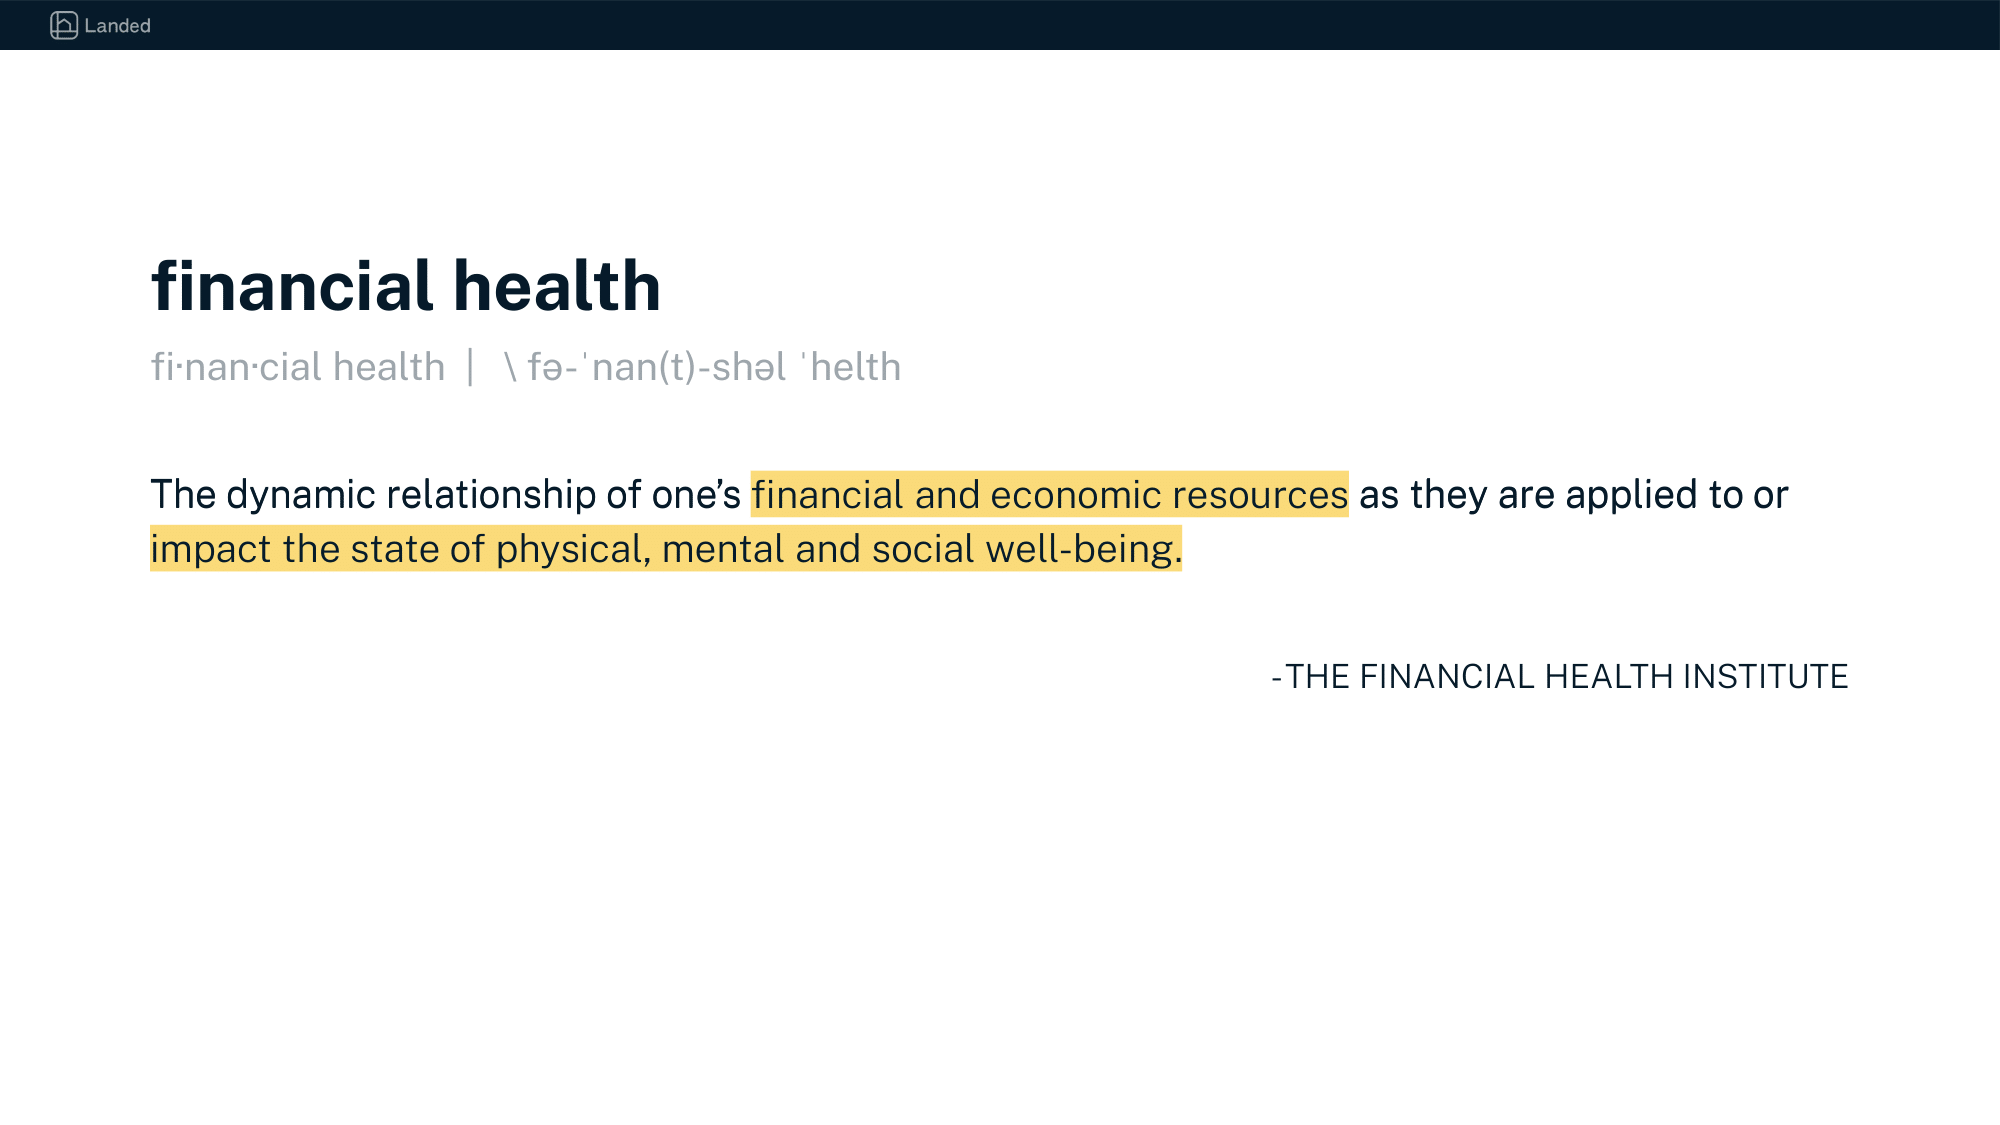 Landed
financial health
fi·nan·cial health | \ fə-ˈnan(t)-shəl ˈhelth
The dynamic relationship of one’s financial and economic resources as they are applied to or
impact the state of physical, mental and social well-being.
- THE FINANCIAL HEALTH INSTITUTE